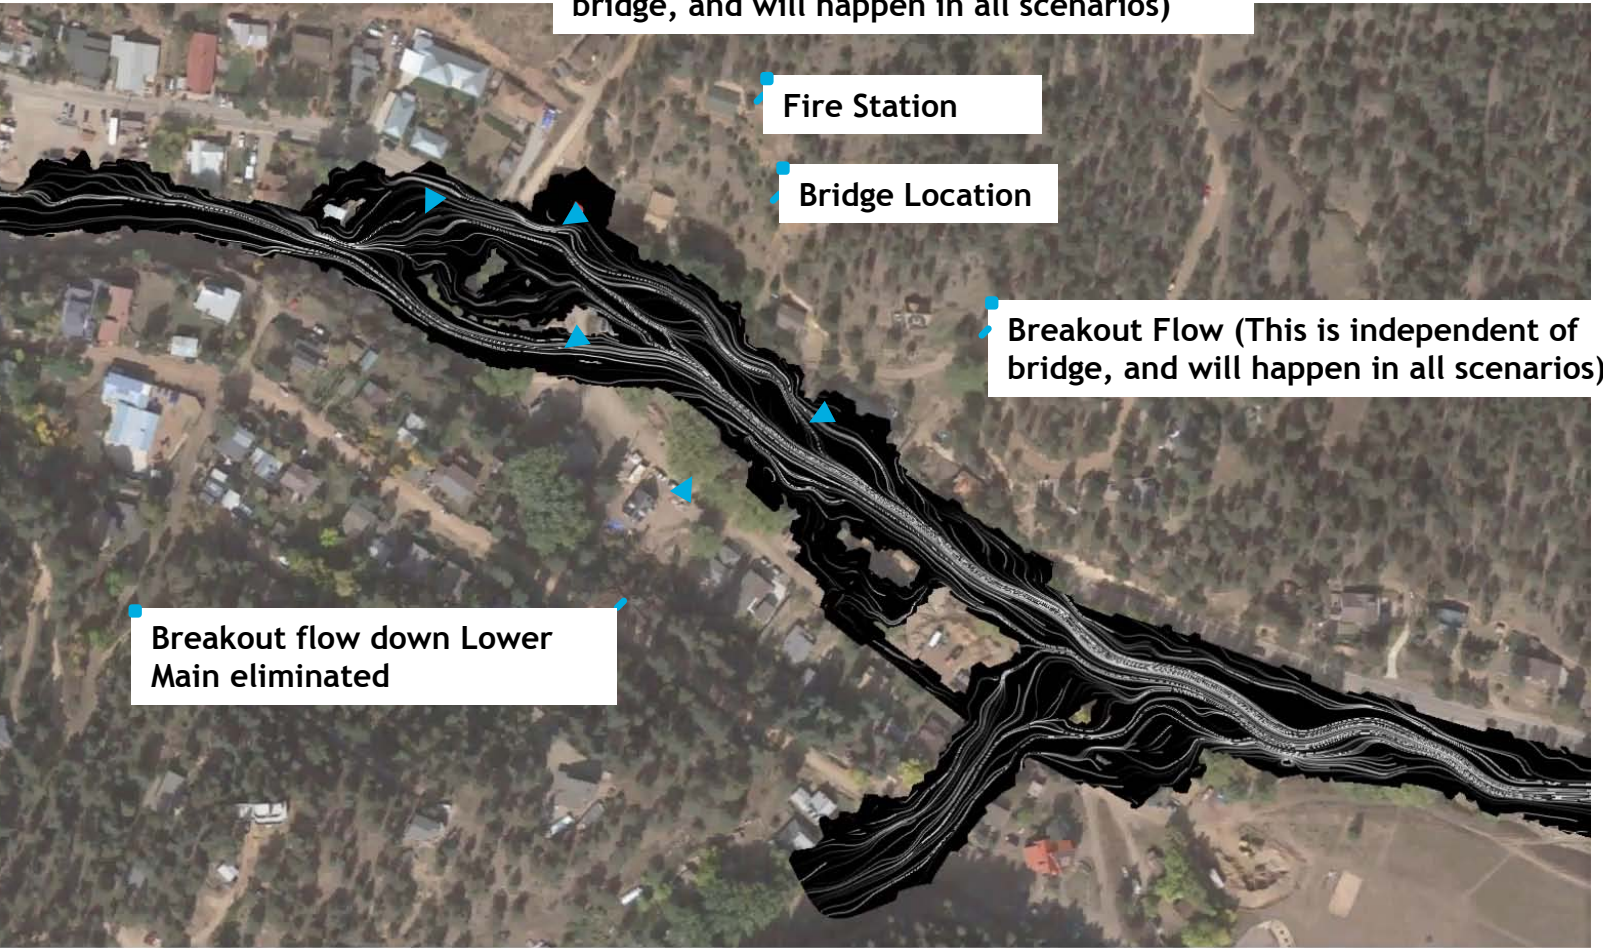 bridge, and will happen in all scenarios)
Fire Station
Bridge Location
Breakout Flow (This is independent of
bridge, and will happen in all scenarios)
Breakout flow down Lower
Main eliminated